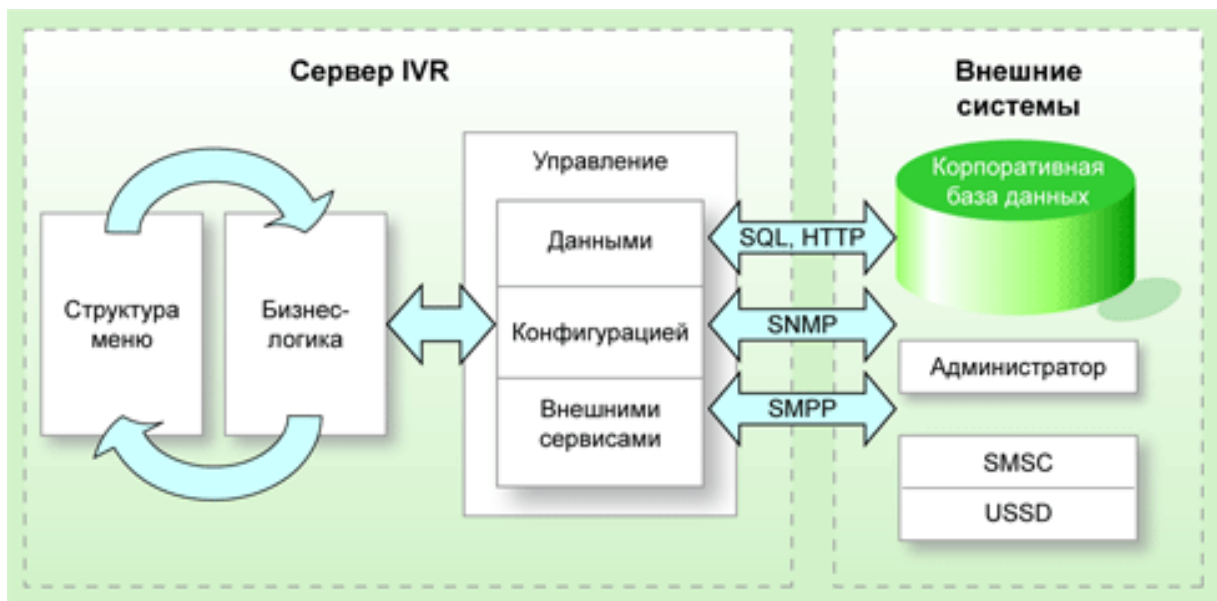 Сервер IVR
Внешние
системы
Управление
Корпоративная
база данных
Данными
SQL, HTTP
Структура
меню
Бизнес-
логика
Конфигурацией
SNMP
Администратор
Внешними
сервисами
SMPP
SMSC
USSD